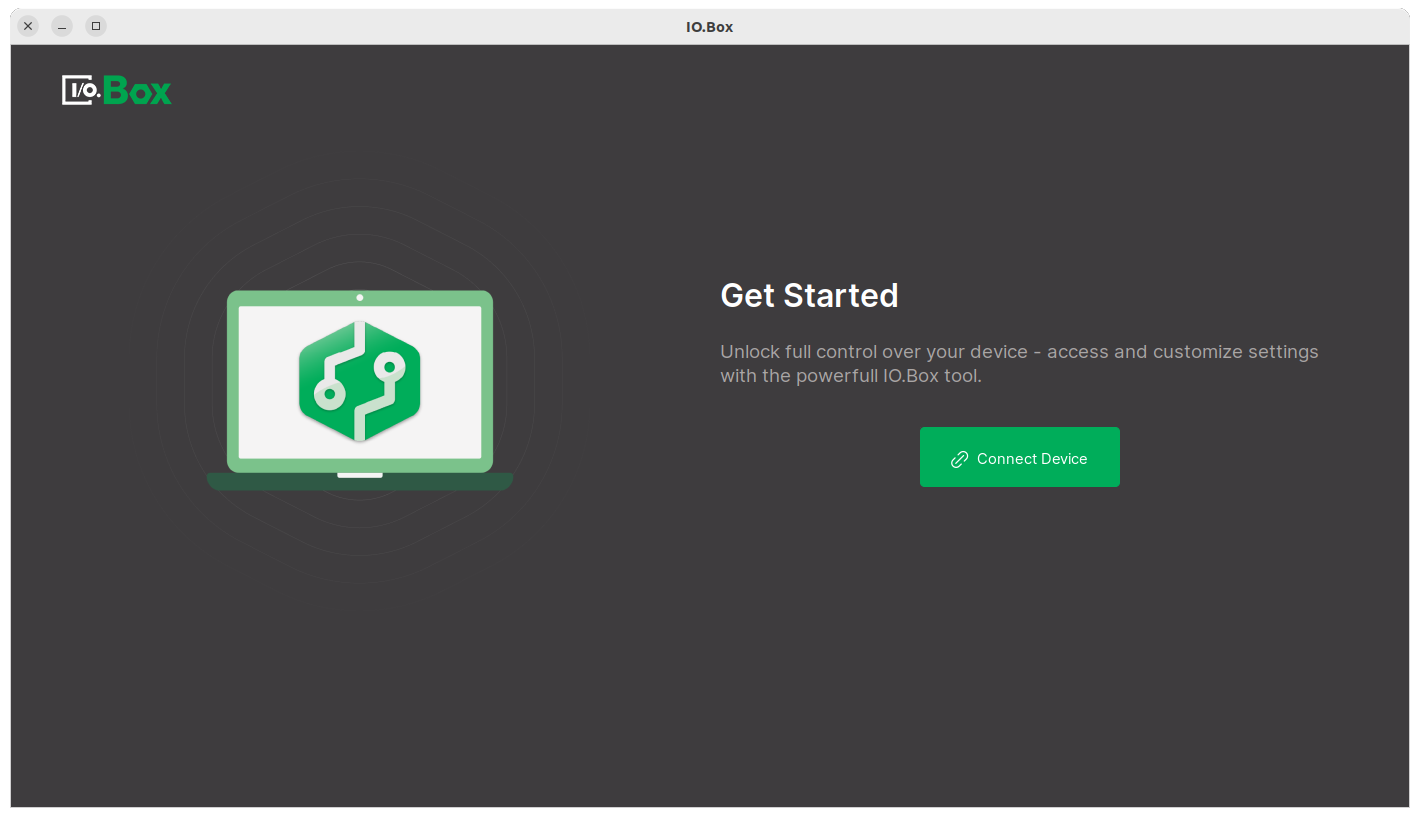 IO.Box
I/O.Box
Get Started
Unlock full control over your device - access and customize settings
with the powerfull IO.Box tool.
Connect Device